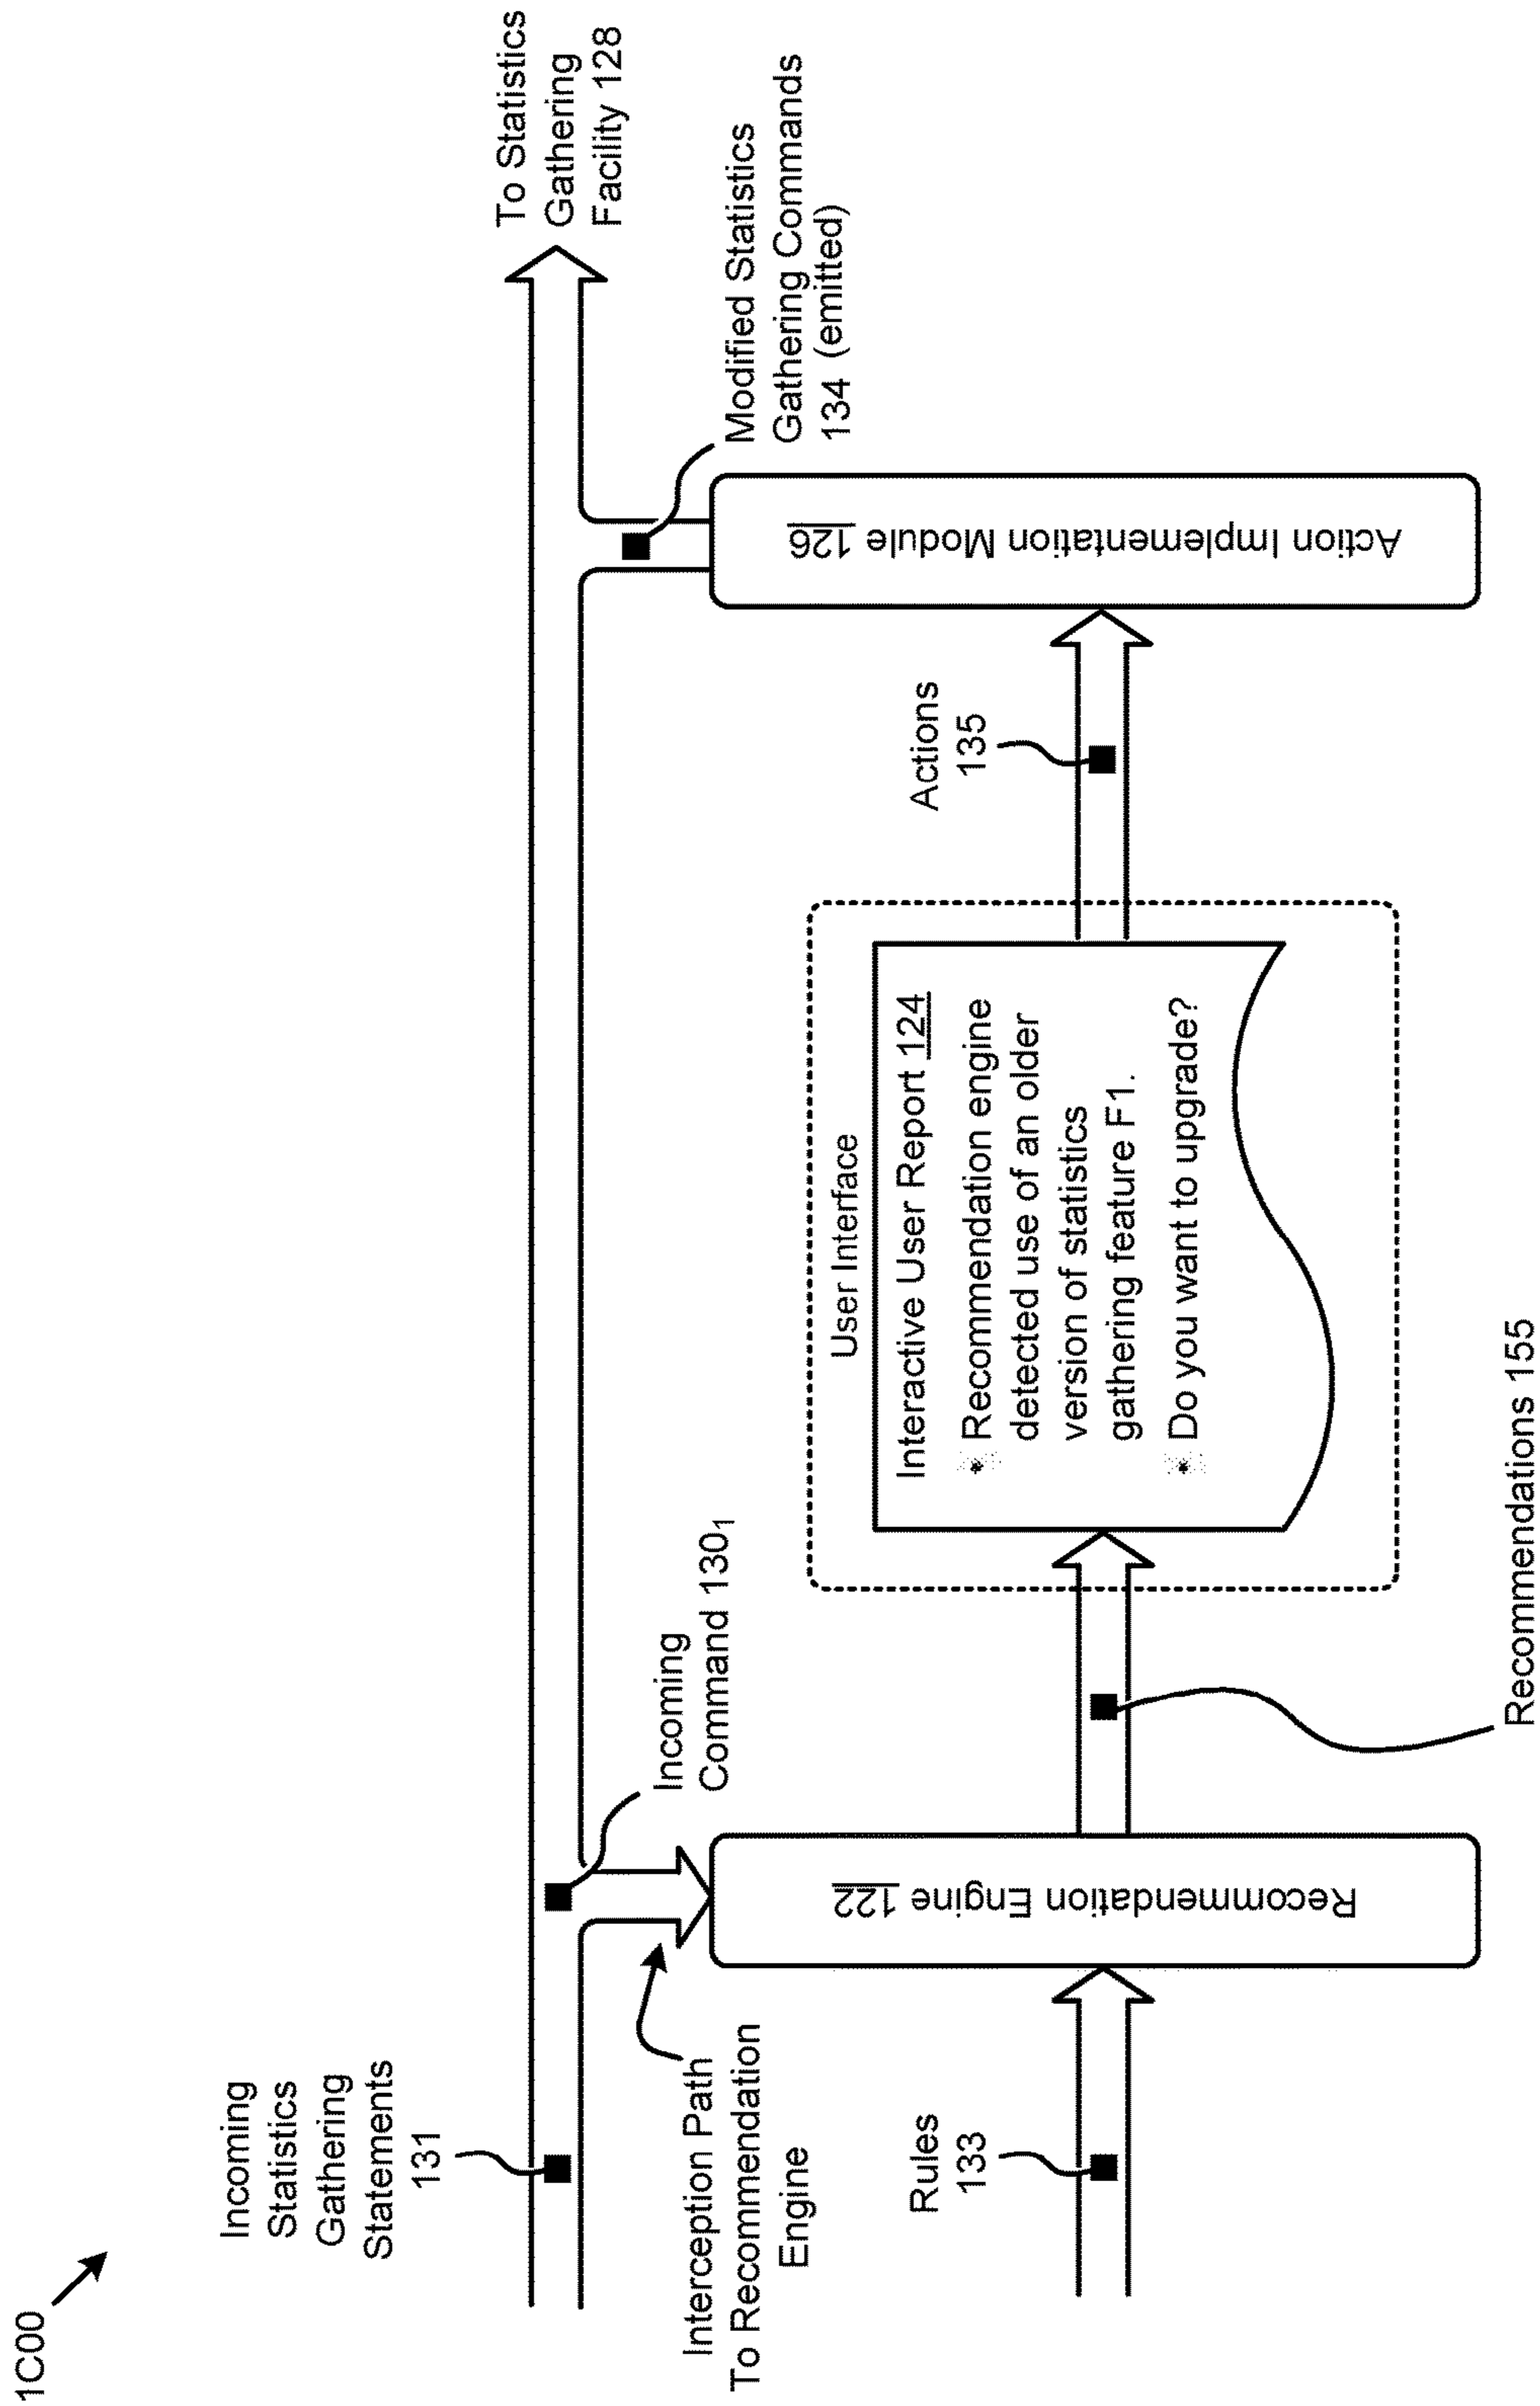 1C00
Incoming
Statistics
Gathering
Statements
131
To Statistics
Gathering
Facility 128
Incoming
Command 130₁
Interception Path
To Recommendation
Engine
Modified Statistics
Gathering Commands
134 (emitted)
Rules
133
Recommendation Engine 122
User Interface
Interactive User Report 124
Recommendation engine
detected use of an older
version of statistics
gathering feature F1.
Do you want to upgrade?
Actions
135
Action Implementation Module 126
Recommendations 155